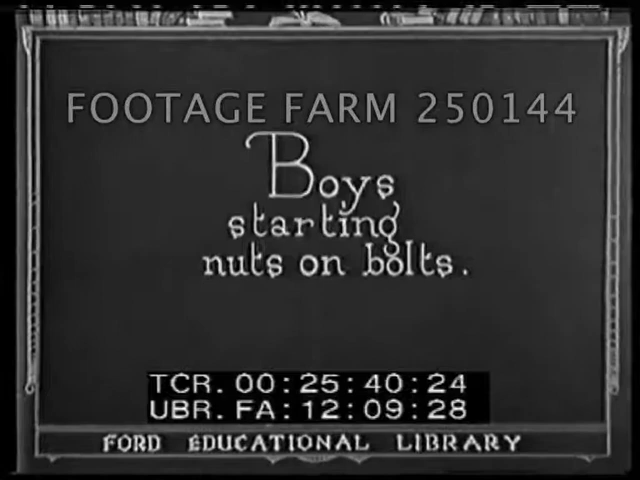 FOOTAGE FARM 250144
Boys
starting
nuts on bolts.
TCR. 00:25:40:24
UBR. FA: 12:09:28
FORD EDUCATIONAL LIBRARY